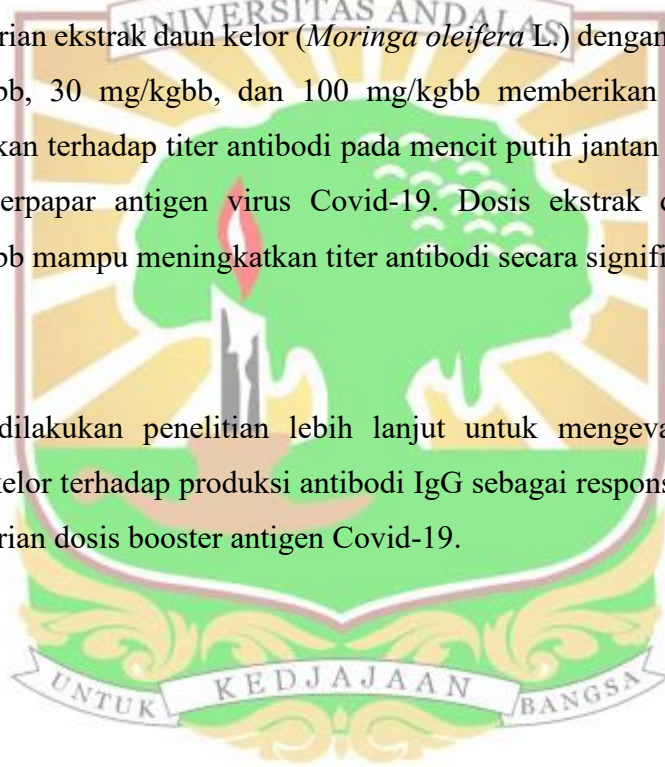 UNIVERSITAS ANDALAS
rian ekstrak daun kelor (Moringa oleifera L.) dengan
bb, 30 mg/kgbb, dan 100 mg/kgbb memberikan
kan terhadap titer antibodi pada mencit putih jantan
erpapar antigen virus Covid-19. Dosis ekstrak d
bb mampu meningkatkan titer antibodi secara signifi
dilakukan penelitian lebih lanjut untuk mengeva
kelor terhadap produksi antibodi IgG sebagai respons
rian dosis booster antigen Covid-19.
UNTUK KEDJAJAAN BANGSA